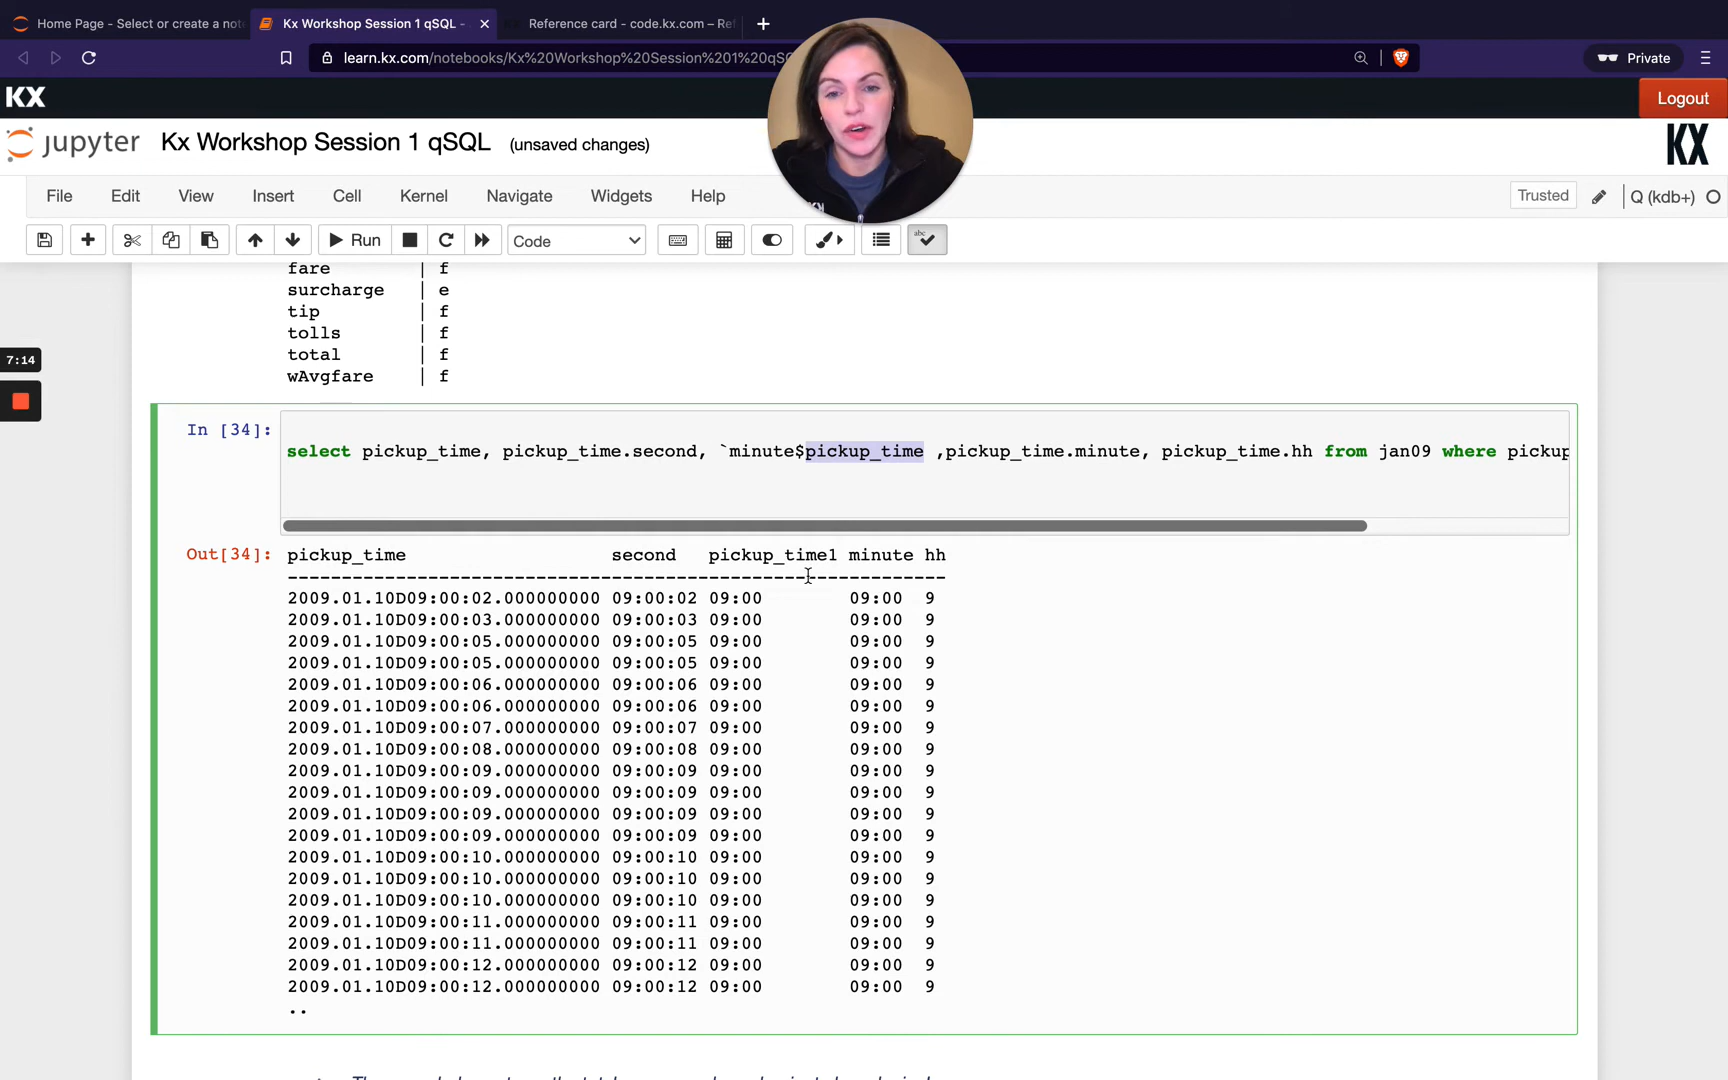 Home Page - Select or create a note
Kx Workshop Session 1 qSQL -
Reference card - code.kx.com – Ref
learn.kx.com/notebooks/Kx%20Workshop%20Session%201%20qS
Private
KX
Logout
jupyter
Kx Workshop Session 1 qSQL (unsaved changes)
KX
File Edit View Insert Cell Kernel Navigate Widgets Help
Trusted
Q (kdb+)
Run
Code
abc
fare | f
surcharge | e
tip | f
tolls | f
total | f
wAvgfare | f
7:14
In [34]:
select pickup_time, pickup_time.second, `minute$pickup_time ,pickup_time.minute, pickup_time.hh from jan09 where pickup
Out[34]:
pickup_time second pickup_time1 minute hh
---------------------------------------------------------------
2009.01.10D09:00:02.000000000 09:00:02 09:00 09:00 9
2009.01.10D09:00:03.000000000 09:00:03 09:00 09:00 9
2009.01.10D09:00:05.000000000 09:00:05 09:00 09:00 9
2009.01.10D09:00:05.000000000 09:00:05 09:00 09:00 9
2009.01.10D09:00:06.000000000 09:00:06 09:00 09:00 9
2009.01.10D09:00:06.000000000 09:00:06 09:00 09:00 9
2009.01.10D09:00:07.000000000 09:00:07 09:00 09:00 9
2009.01.10D09:00:08.000000000 09:00:08 09:00 09:00 9
2009.01.10D09:00:09.000000000 09:00:09 09:00 09:00 9
2009.01.10D09:00:09.000000000 09:00:09 09:00 09:00 9
2009.01.10D09:00:09.000000000 09:00:09 09:00 09:00 9
2009.01.10D09:00:09.000000000 09:00:09 09:00 09:00 9
2009.01.10D09:00:10.000000000 09:00:10 09:00 09:00 9
2009.01.10D09:00:10.000000000 09:00:10 09:00 09:00 9
2009.01.10D09:00:10.000000000 09:00:10 09:00 09:00 9
2009.01.10D09:00:11.000000000 09:00:11 09:00 09:00 9
2009.01.10D09:00:11.000000000 09:00:11 09:00 09:00 9
2009.01.10D09:00:12.000000000 09:00:12 09:00 09:00 9
2009.01.10D09:00:12.000000000 09:00:12 09:00 09:00 9
..